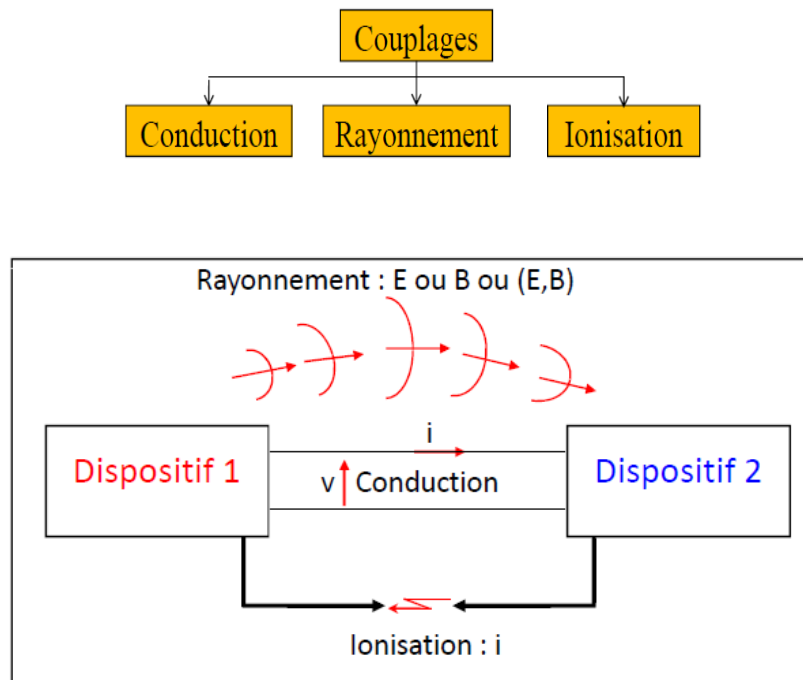 Couplages
Conduction Rayonnement Ionisation
Rayonnement : E ou B ou (E,B)
i
Dispositif 1
v Conduction
Dispositif 2
Ionisation : i